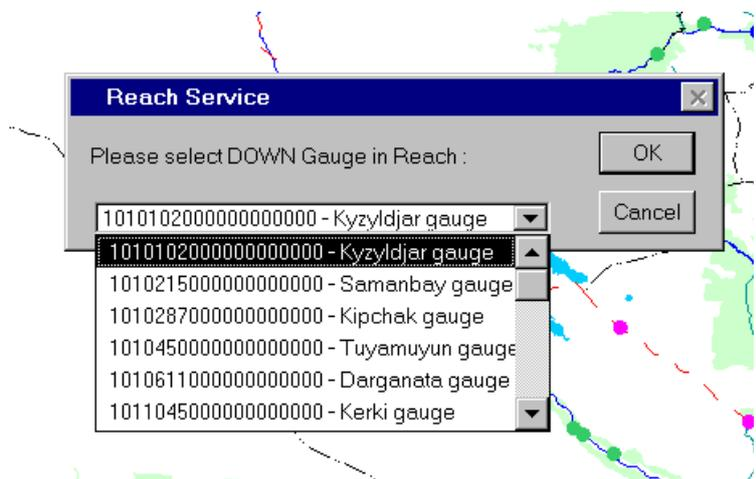 Reach Service
Please select DOWN Gauge in Reach :
OK
1010102000000000000 - Kyzyldjar gauge
Cancel
1010102000000000000 - Kyzyldjar gauge
1010215000000000000 - Samanbay gauge
1010287000000000000 - Kipchak gauge
1010450000000000000 - Tuyamuyun gauge
1010611000000000000 - Darganata gauge
1011045000000000000 - Kerki gauge